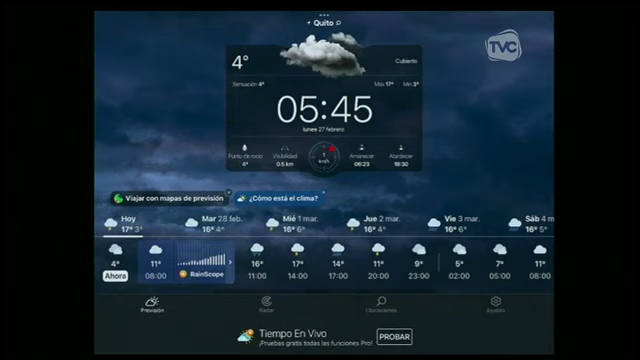 Quito
TVC
4°
Cubierto
Sensación 4°
Máx 17° Mín 3°
05:45
lunes 27 febrero
Punto de rocío
4°
Visibilidad
0.5 km
1
km/h
Amanecer
06:23
Atardecer
18:30
Viajar con mapas de previsión
¿Cómo está el clima?
Hoy
17° 3°
Mar 28 feb.
16° 4°
Mié 1 mar.
16° 6°
Jue 2 mar.
16° 6°
Vie 3 mar.
16° 6°
Sáb 4 m
16° 5°
4°
Ahora
11°
08:00
RainScope
16°
11:00
17°
14:00
16°
17:00
11°
20:00
9°
23:00
5°
02:00
7°
05:00
11°
08:00
Previsión
Radar
Ubicaciones
Ajustes
Tiempo En Vivo
¡Pruebas gratis todas las funciones Pro!
PROBAR